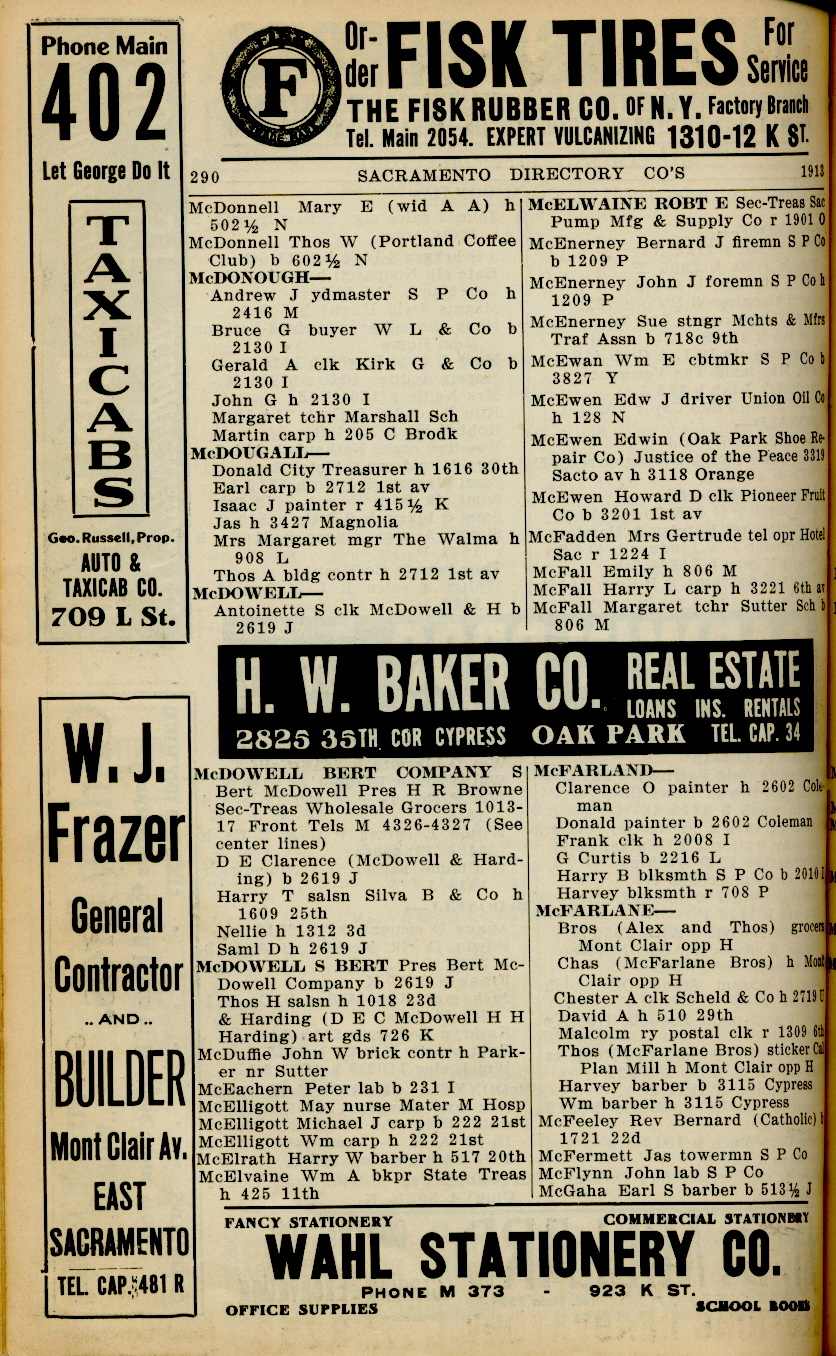 Phone Main
402
Let George Do It
TAXICABS
Geo. Russell, Prop.
AUTO &
TAXICAB CO.
709 L St.
W. J.
Frazer
General
Contractor
.. AND ..
BUILDER
Mont Clair Av.
EAST
SACRAMENTO
TEL. CAP. 481 R
F
Or-
der
FISK TIRES
For
Service
THE FISK RUBBER CO. OF N. Y. Factory Branch
Tel. Main 2054. EXPERT VULCANIZING 1310-12 K ST.
290 SACRAMENTO DIRECTORY CO'S 1913
McDonnell Mary E (wid A A) h
502½ N
McDonnell Thos W (Portland Coffee
Club) b 602½ N
McDONOUGH—
Andrew J ydmaster S P Co h
2416 M
Bruce G buyer W L & Co b
2130 I
Gerald A clk Kirk G & Co b
2130 I
John G h 2130 I
Margaret tchr Marshall Sch
Martin carp h 205 C Brodk
McDOUGALL—
Donald City Treasurer h 1616 30th
Earl carp b 2712 1st av
Isaac J painter r 415½ K
Jas h 3427 Magnolia
Mrs Margaret mgr The Walma h
908 L
Thos A bldg contr h 2712 1st av
McDOWELL—
Antoinette S clk McDowell & H b
2619 J
McELWAINE ROBT E Sec-Treas Sac
Pump Mfg & Supply Co r 1901 O
McEnerney Bernard J firemn S P Co
b 1209 P
McEnerney John J foremn S P Co h
1209 P
McEnerney Sue stngr Mchts & Mfrs
Traf Assn b 718c 9th
McEwan Wm E cbtmkr S P Co b
3827 Y
McEwen Edw J driver Union Oil Co
h 128 N
McEwen Edwin (Oak Park Shoe Re-
pair Co) Justice of the Peace 3319
Sacto av h 3118 Orange
McEwen Howard D clk Pioneer Fruit
Co b 3201 1st av
McFadden Mrs Gertrude tel opr Hotel
Sac r 1224 I
McFall Emily h 806 M
McFall Harry L carp h 3221 6th av
McFall Margaret tchr Sutter Sch b
806 M
H. W. BAKER CO. REAL ESTATE
LOANS INS. RENTALS
2825 35TH COR CYPRESS OAK PARK TEL. CAP. 34
McDOWELL BERT COMPANY S
Bert McDowell Pres H R Browne
Sec-Treas Wholesale Grocers 1013-
17 Front Tels M 4326-4327 (See
center lines)
D E Clarence (McDowell & Hard-
ing) b 2619 J
Harry T salsn Silva B & Co h
1609 25th
Nellie h 1312 3d
Saml D h 2619 J
McDOWELL S BERT Pres Bert Mc-
Dowell Company b 2619 J
Thos H salsn h 1018 23d
& Harding (D E C McDowell H H
Harding) art gds 726 K
McDuffie John W brick contr h Park-
er nr Sutter
McEachern Peter lab b 231 I
McElligott May nurse Mater M Hosp
McElligott Michael J carp b 222 21st
McElligott Wm carp h 222 21st
McElrath Harry W barber h 517 20th
McElvaine Wm A bkpr State Treas
h 425 11th
McFARLAND—
Clarence O painter h 2602 Cole-
man
Donald painter b 2602 Coleman
Frank clk h 2008 I
G Curtis b 2216 L
Harry B blksmth S P Co b 2010 I
Harvey blksmth r 708 P
McFARLANE—
Bros (Alex and Thos) grocers
Mont Clair opp H
Chas (McFarlane Bros) h Mont
Clair opp H
Chester A clk Scheld & Co h 2719 U
David A h 510 29th
Malcolm ry postal clk r 1309 6th
Thos (McFarlane Bros) sticker Cal
Plan Mill h Mont Clair opp H
Harvey barber b 3115 Cypress
Wm barber h 3115 Cypress
McFeeley Rev Bernard (Catholic) h
1721 22d
McFermett Jas towermn S P Co
McFlynn John lab S P Co
McGaha Earl S barber b 513½ J
FANCY STATIONERY COMMERCIAL STATIONERY
WAHL STATIONERY CO.
PHONE M 373 - 923 K ST.
OFFICE SUPPLIES SCHOOL BOOKS